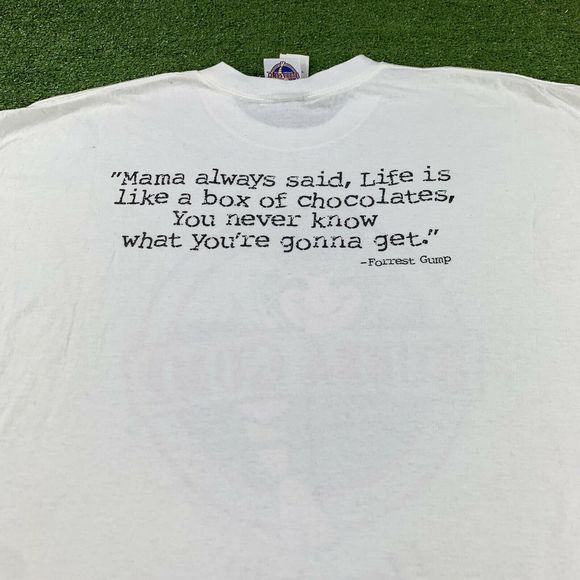 "Mama always said, Life is
like a box of chocolates,
You never know
what You're gonna get."
-Forrest Gump